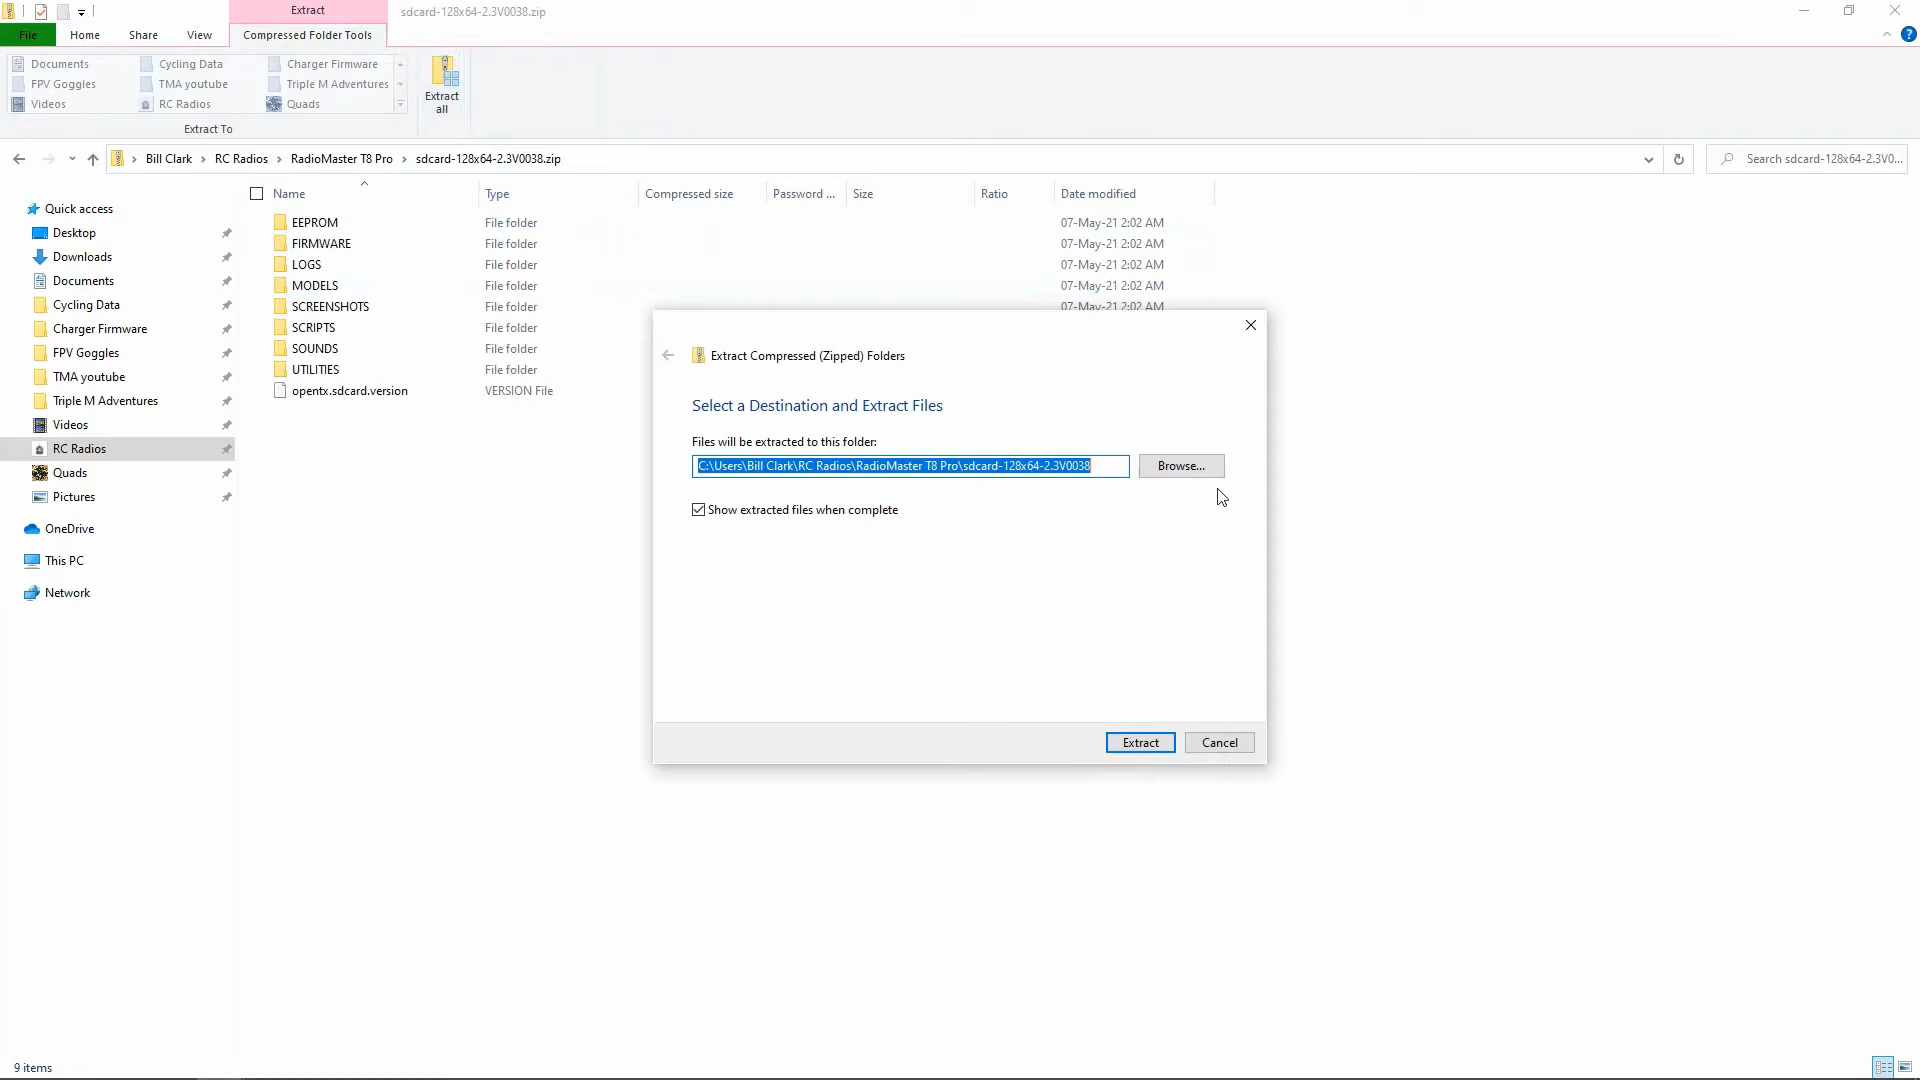 Extract
sdcard-128x64-2.3V0038.zip
File
Home
Share
View
Compressed Folder Tools
Documents
Cycling Data
Charger Firmware
FPV Goggles
TMA youtube
Triple M Adventures
Videos
RC Radios
Quads
Extract To
Extract
all
Bill Clark
RC Radios
RadioMaster T8 Pro
sdcard-128x64-2.3V0038.zip
Search sdcard-128x64-2.3V0...
Name
Type
Compressed size
Password ...
Size
Ratio
Date modified
Quick access
Desktop
Downloads
Documents
Cycling Data
Charger Firmware
FPV Goggles
TMA youtube
Triple M Adventures
Videos
RC Radios
Quads
Pictures
OneDrive
This PC
Network
EEPROM File folder 07-May-21 2:02 AM
FIRMWARE File folder 07-May-21 2:02 AM
LOGS File folder 07-May-21 2:02 AM
MODELS File folder 07-May-21 2:02 AM
SCREENSHOTS File folder 07-May-21 2:02 AM
SCRIPTS File folder
SOUNDS File folder
UTILITIES File folder
opentx.sdcard.version VERSION File
Extract Compressed (Zipped) Folders
Select a Destination and Extract Files
Files will be extracted to this folder:
C:\Users\Bill Clark\RC Radios\RadioMaster T8 Pro\sdcard-128x64-2.3V0038
Browse...
Show extracted files when complete
Extract
Cancel
9 items